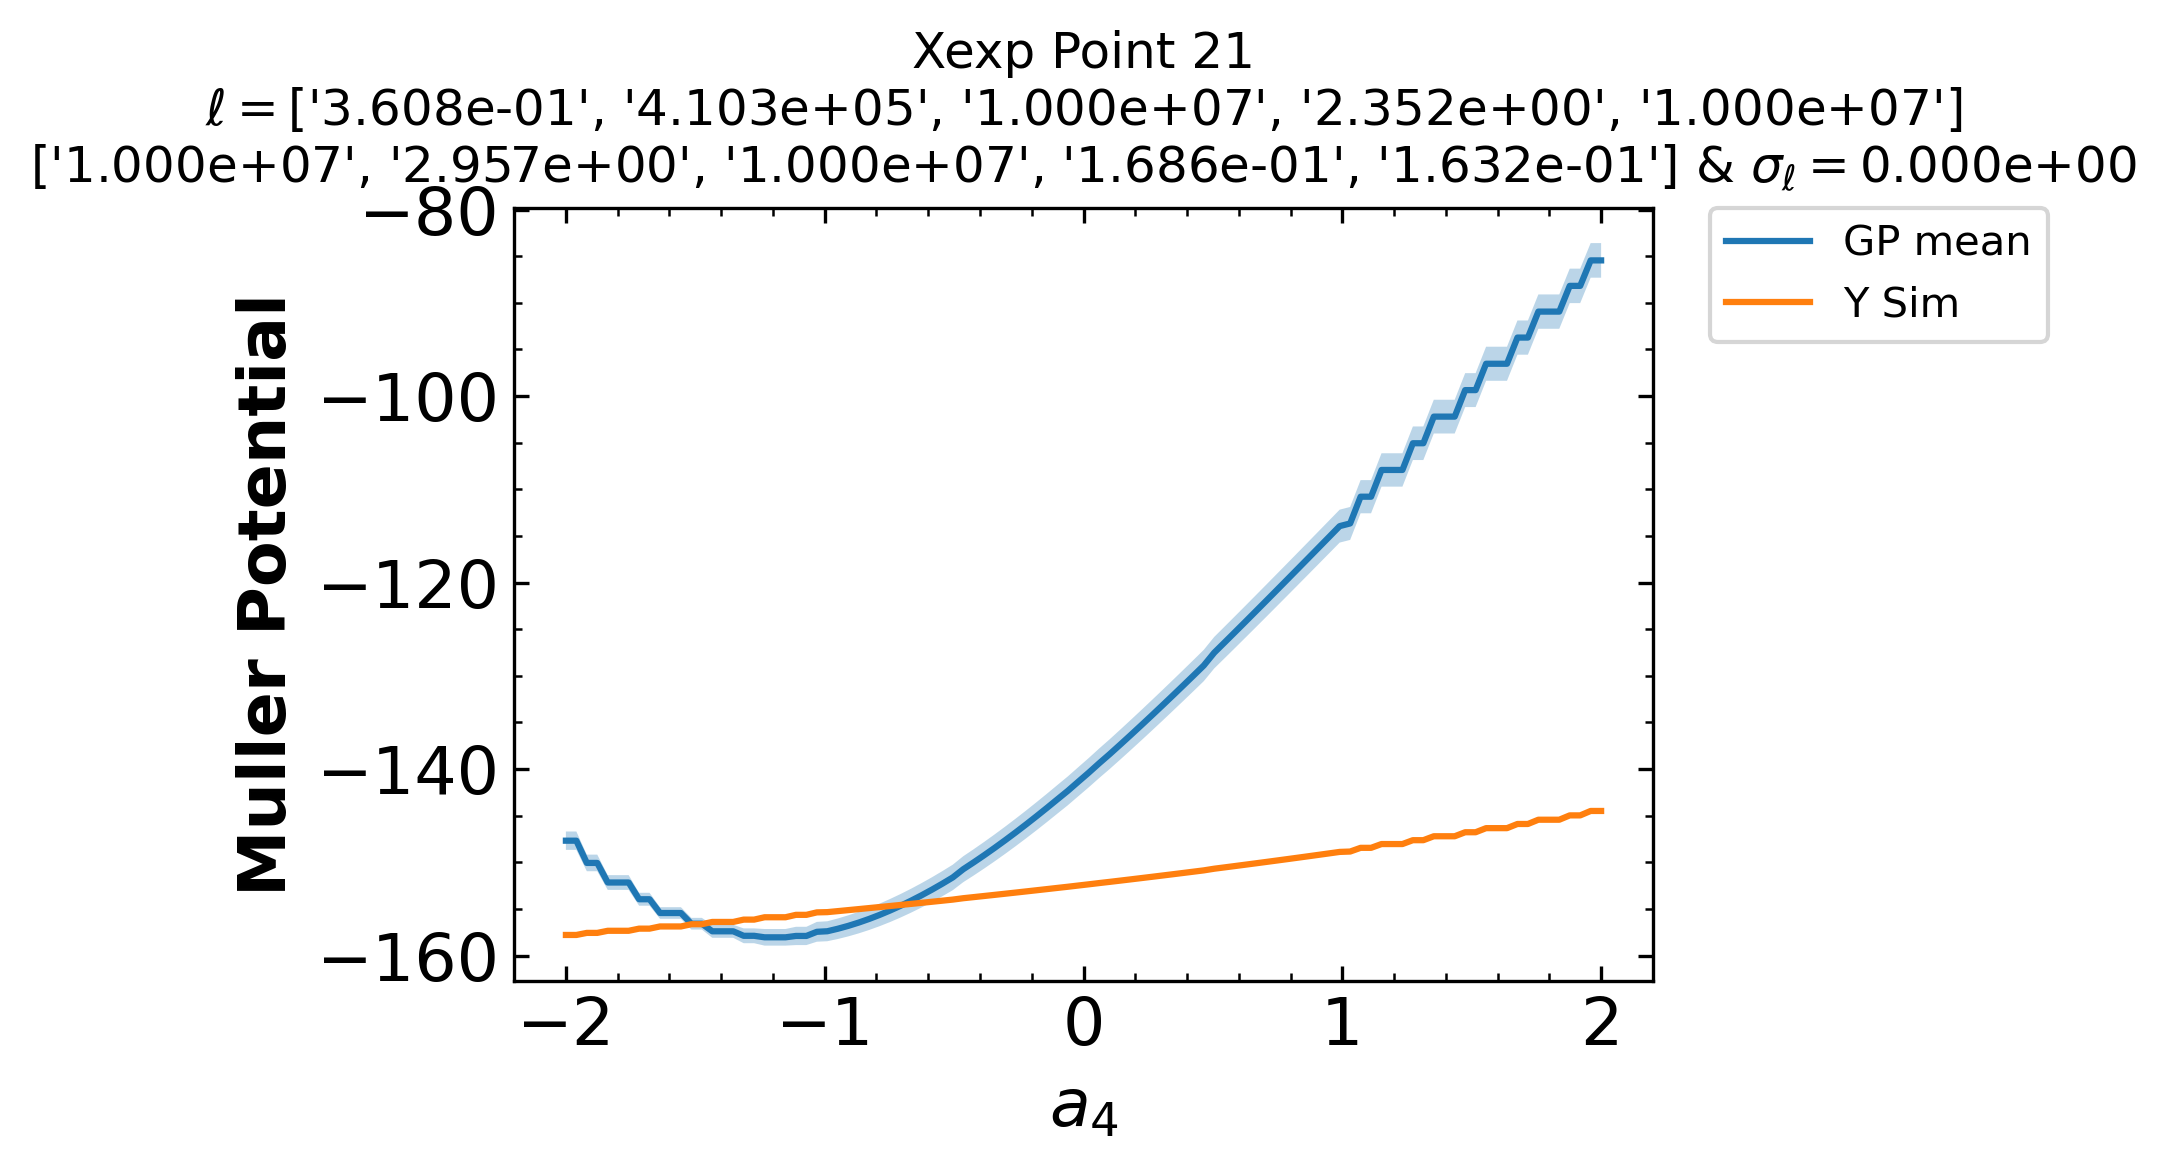 Xexp Point 21
ℓ = ['3.608e-01', '4.103e+05', '1.000e+07', '2.352e+00', '1.000e+07']
['1.000e+07', '2.957e+00', '1.000e+07', '1.686e-01', '1.632e-01'] & σℓ = 0.000e+00
Muller Potential
−80
−100
−120
−140
−160
−2 −1 0 1 2
a4
GP mean
Y Sim